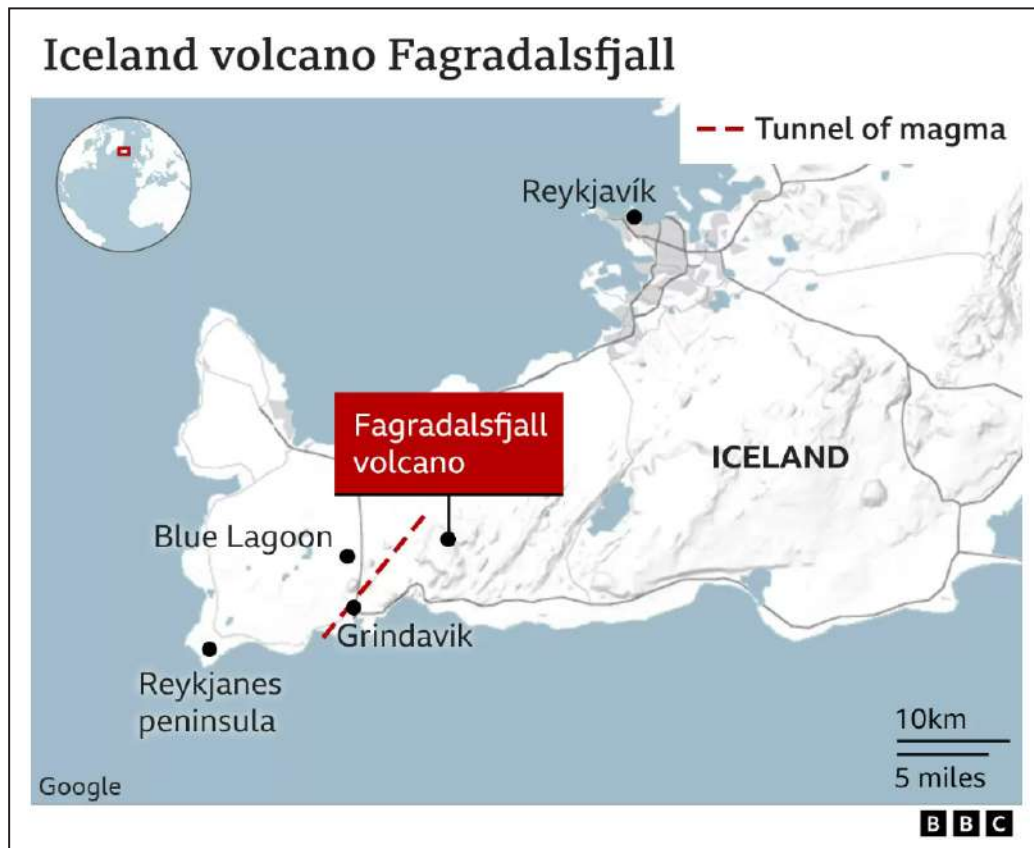 Iceland volcano Fagradalsfjall
Tunnel of magma
Reykjavík
Fagradalsfjall
volcano
ICELAND
Blue Lagoon
Grindavik
Reykjanes
peninsula
10km
5 miles
Google
BBC